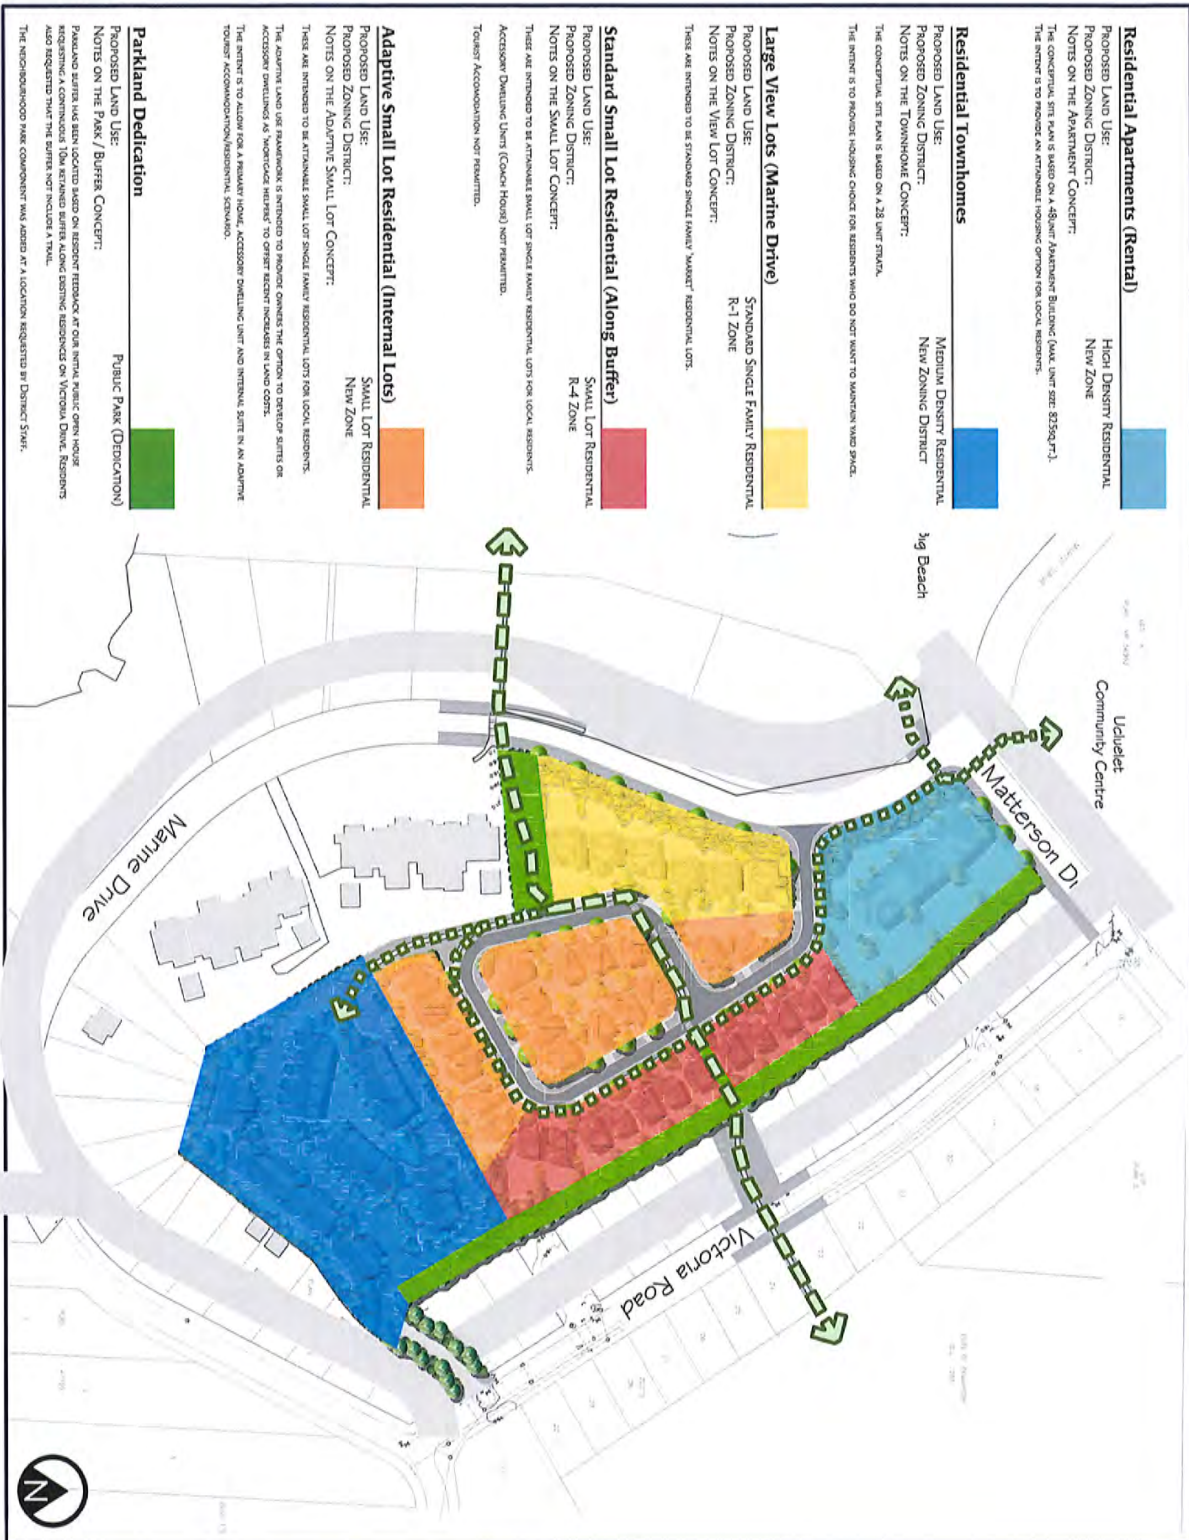 Residential Apartments (Rental)
PROPOSED LAND USE: HIGH DENSITY RESIDENTIAL
PROPOSED ZONING DISTRICT: NEW ZONE
NOTES ON THE APARTMENT CONCEPT:
THE CONCEPTUAL SITE PLAN IS BASED ON A 48UNIT APARTMENT BUILDING (MAX. UNIT SIZE: 825SQ.FT.).
THE INTENT IS TO PROVIDE AN ATTAINABLE HOUSING OPTION FOR LOCAL RESIDENTS.
Residential Townhomes
PROPOSED LAND USE: MEDIUM DENSITY RESIDENTIAL
PROPOSED ZONING DISTRICT: NEW ZONING DISTRICT
NOTES ON THE TOWNHOME CONCEPT:
THE CONCEPTUAL SITE PLAN IS BASED ON A 28 UNIT STRATA.
THE INTENT IS TO PROVIDE HOUSING CHOICE FOR RESIDENTS WHO DO NOT WANT TO MAINTAIN YARD SPACE.
Large View Lots (Marine Drive)
PROPOSED LAND USE: STANDARD SINGLE FAMILY RESIDENTIAL
PROPOSED ZONING DISTRICT: R-1 ZONE
NOTES ON THE VIEW LOT CONCEPT:
THESE ARE INTENDED TO BE STANDARD SINGLE FAMILY 'MARKET' RESIDENTIAL LOTS.
Standard Small Lot Residential (Along Buffer)
PROPOSED LAND USE: SMALL LOT RESIDENTIAL
PROPOSED ZONING DISTRICT: R-4 ZONE
NOTES ON THE SMALL LOT CONCEPT:
THESE ARE INTENDED TO BE ATTAINABLE SMALL LOT SINGLE FAMILY RESIDENTIAL LOTS FOR LOCAL RESIDENTS.
ACCESSORY DWELLING UNITS (COACH HOUSE) NOT PERMITTED.
TOURIST ACCOMODATION NOT PERMITTED.
Adaptive Small Lot Residential (Internal Lots)
PROPOSED LAND USE: SMALL LOT RESIDENTIAL
PROPOSED ZONING DISTRICT: NEW ZONE
NOTES ON THE ADAPTIVE SMALL LOT CONCEPT:
THESE ARE INTENDED TO BE ATTAINABLE SMALL LOT SINGLE FAMILY RESIDENTIAL LOTS FOR LOCAL RESIDENTS.
THE ADAPTIVE LAND USE FRAMEWORK IS INTENDED TO PROVIDE OWNERS THE OPTION TO DEVELOP SUITES OR
ACCESSORY DWELLINGS AS 'MORTGAGE HELPERS' TO OFFSET RECENT INCREASES IN LAND COSTS.
THE INTENT IS TO ALLOW FOR A PRIMARY HOME, ACCESSORY DWELLING UNIT AND INTERNAL SUITE IN AN ADAPTIVE
TOURIST ACCOMMODATION/RESIDENTIAL SCENARIO.
Parkland Dedication
PROPOSED LAND USE: PUBLIC PARK (DEDICATION)
NOTES ON THE PARK / BUFFER CONCEPT:
PARKLAND BUFFER HAS BEEN LOCATED BASED ON RESIDENT FEEDBACK AT OUR INITIAL PUBLIC OPEN HOUSE
REQUESTING A CONTINUOUS 10M RETAINED BUFFER ALONG EXISTING RESIDENCES ON VICTORIA DRIVE. RESIDENTS
ALSO REQUESTED THAT THE BUFFER NOT INCLUDE A TRAIL.
THE NEIGHBOURHOOD PARK COMPONENT WAS ADDED AT A LOCATION REQUESTED BY DISTRICT STAFF.
Ucluelet
Community Centre
Matterson Dr
Big Beach
Victoria Road
Marine Drive
N